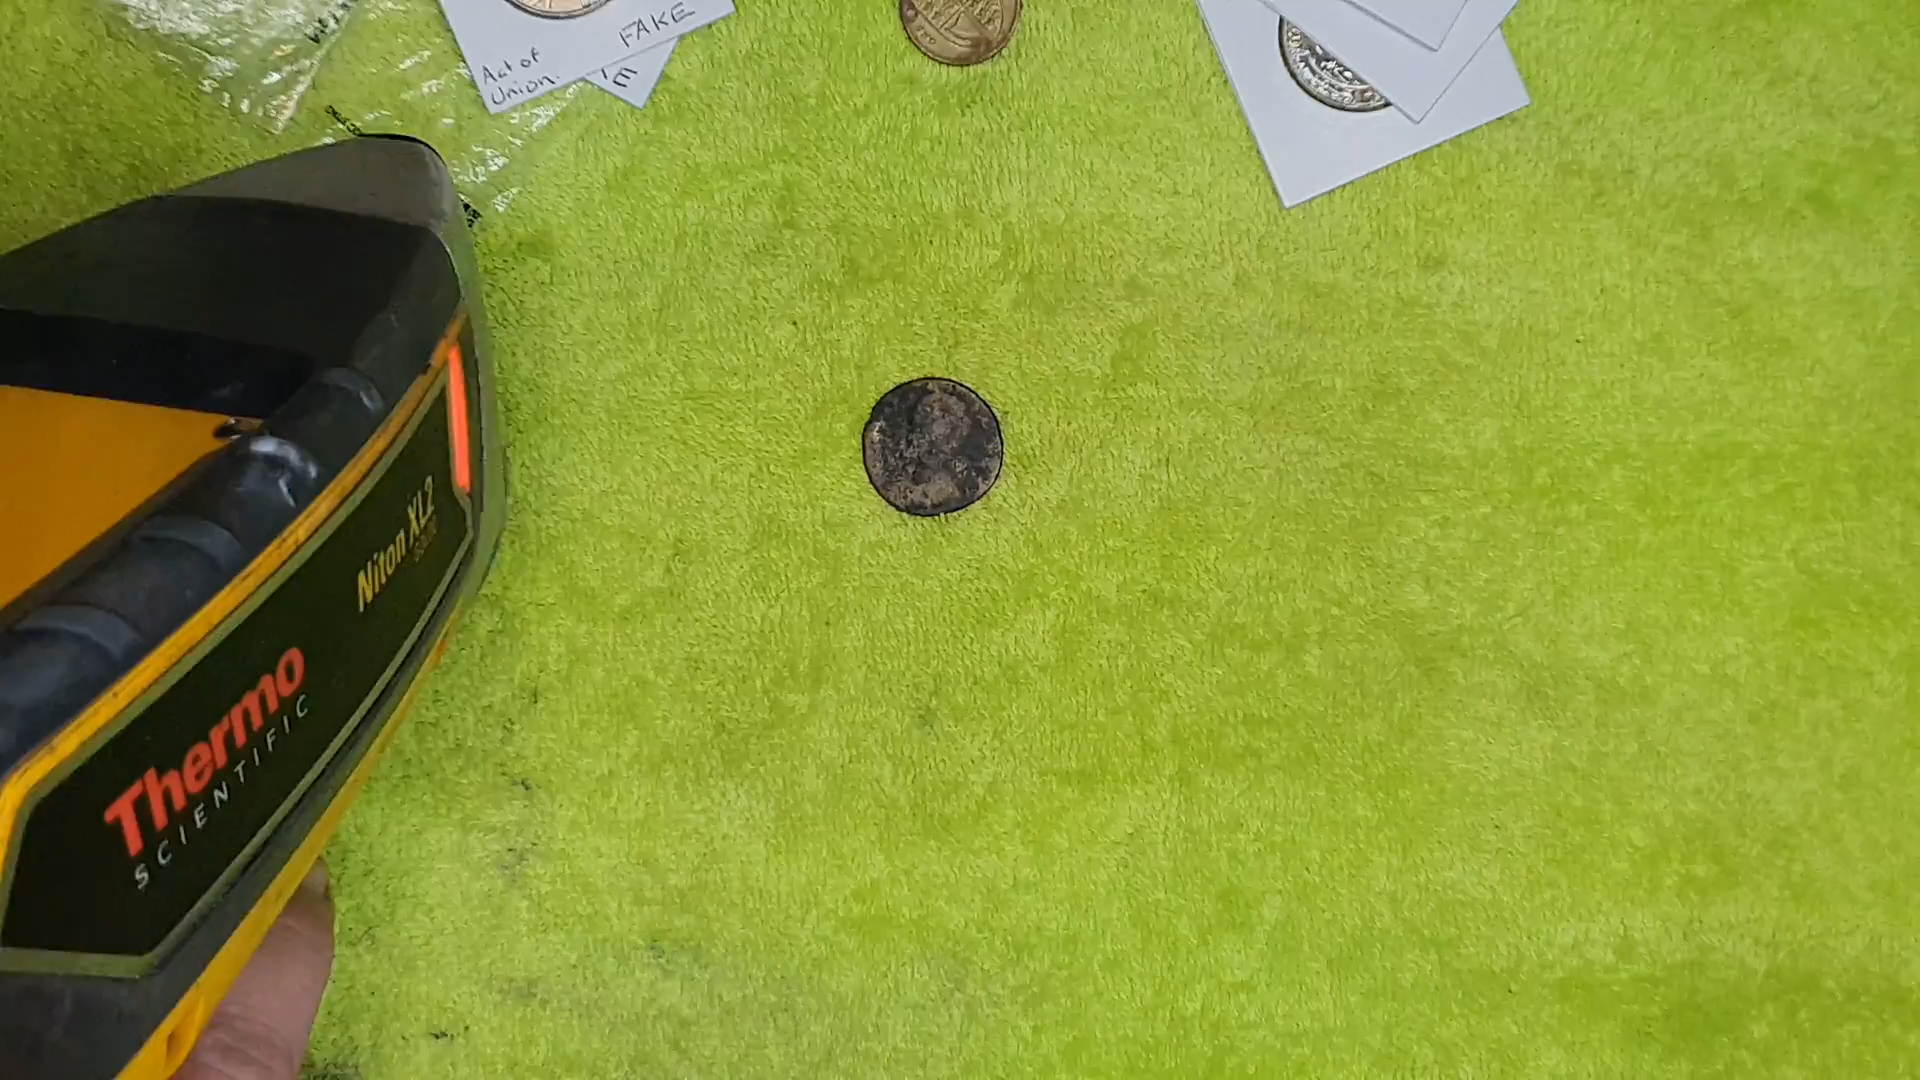 FAKE
Act of
Union.
E
Niton XL2
Thermo
SCIENTIFIC